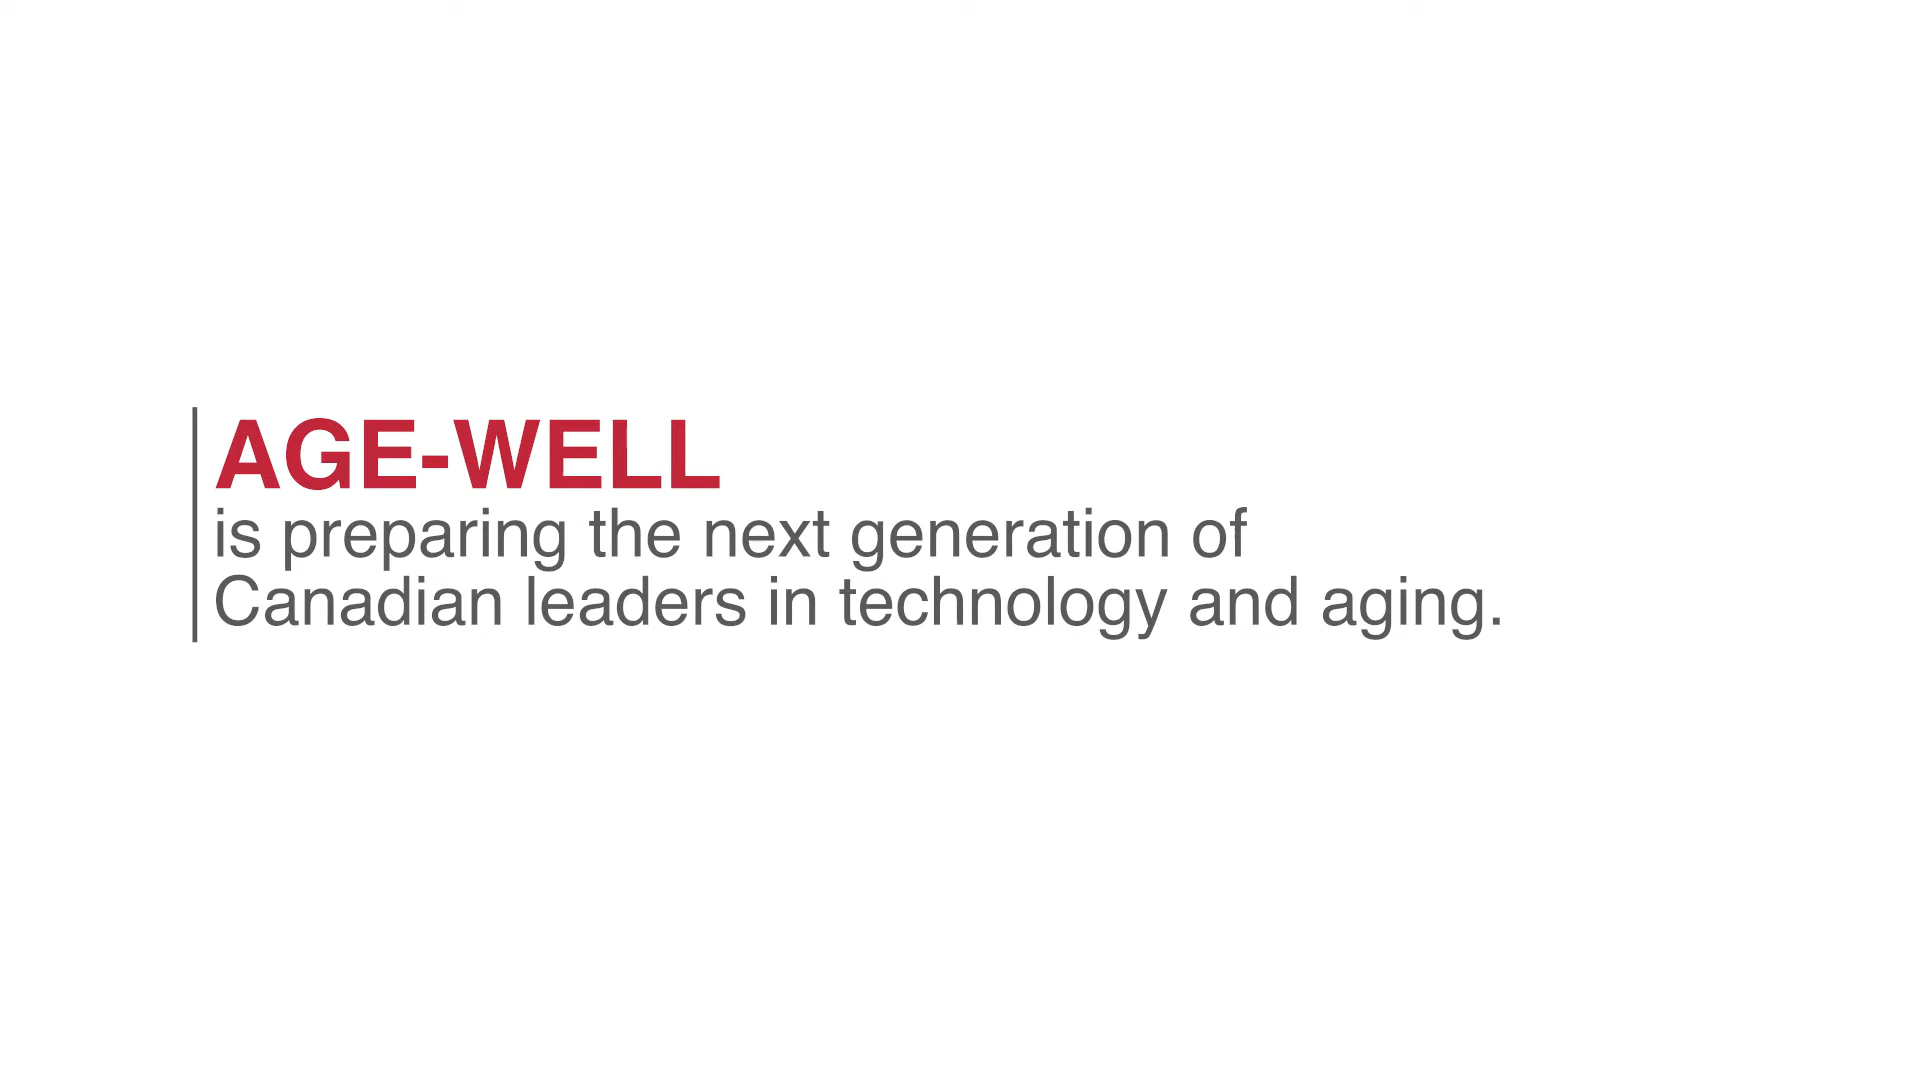 AGE-WELL
is preparing the next generation of
Canadian leaders in technology and aging.